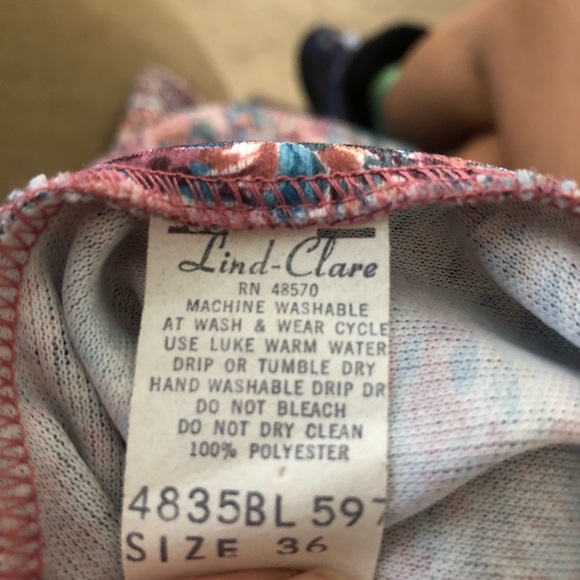 Lind-Clare
RN 48570
MACHINE WASHABLE
AT WASH & WEAR CYCLE
USE LUKE WARM WATER
DRIP OR TUMBLE DRY
HAND WASHABLE DRIP DR
DO NOT BLEACH
DO NOT DRY CLEAN
100% POLYESTER
4835BL 597
SIZE 36